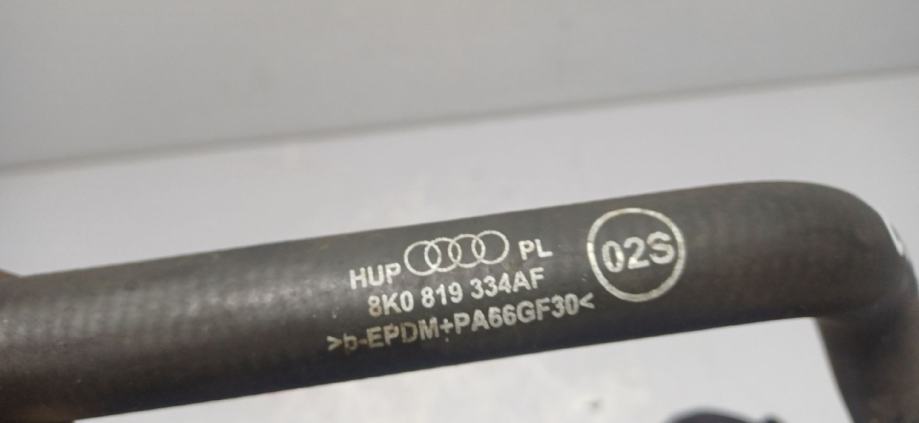 HUP PL 02S
8K0 819 334AF
>p-EPDM+PA66GF30<